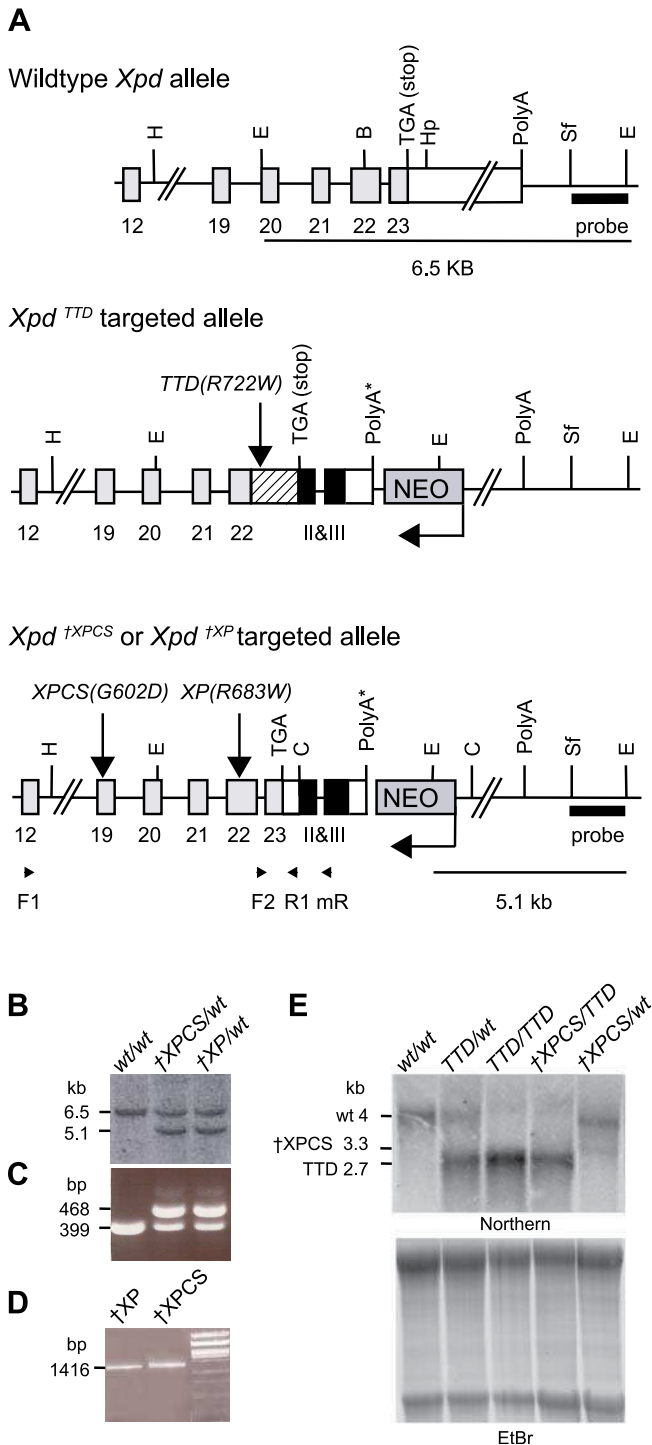 A
Wildtype Xpd allele
H E B TGA (stop) Hp PolyA Sf E
12 19 20 21 22 23 probe
6.5 KB
Xpd TTD targeted allele
TTD(R722W)
H E TGA (stop) PolyA* E PolyA Sf E
NEO
12 19 20 21 22 II&III
Xpd †XPCS or Xpd †XP targeted allele
XPCS(G602D) XP(R683W)
H E TGA C PolyA* E C PolyA Sf E
NEO
12 19 20 21 22 23 II&III probe
F1 F2 R1 mR 5.1 kb
B
wt/wt †XPCS/wt †XP/wt
kb
6.5
5.1
C
bp
468
399
D
†XP †XPCS
bp
1416
E
wt/wt TTD/wt TTD/TTD †XPCS/TTD †XPCS/wt
kb
wt 4
†XPCS 3.3
TTD 2.7
Northern
EtBr